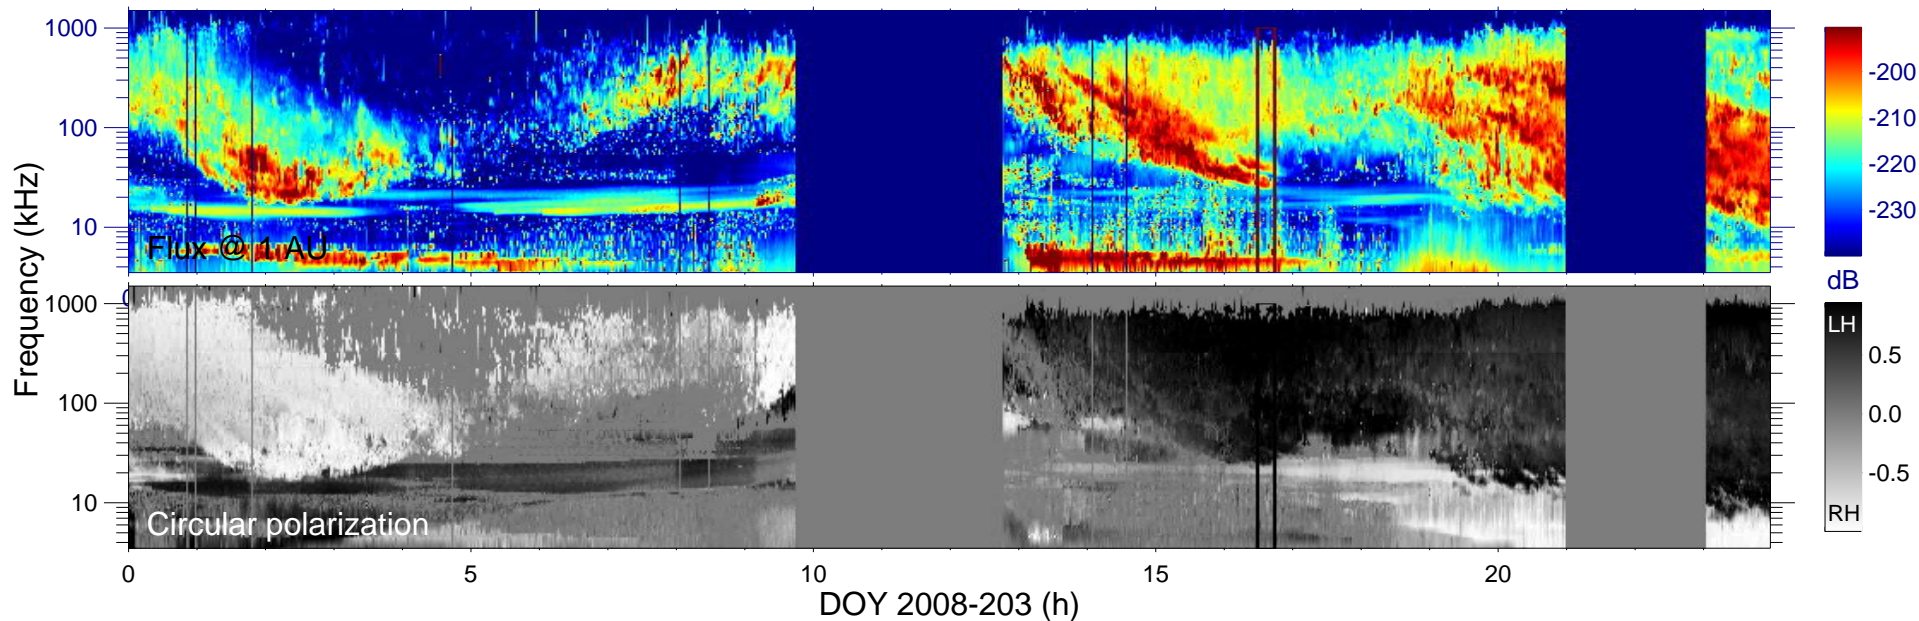 1000
100
10
Flux @ 1 AU
-200
-210
-220
-230
dB
Frequency (kHz)
1000
100
10
Circular polarization
LH
0.5
0.0
-0.5
RH
0 5 10 15 20
DOY 2008-203 (h)